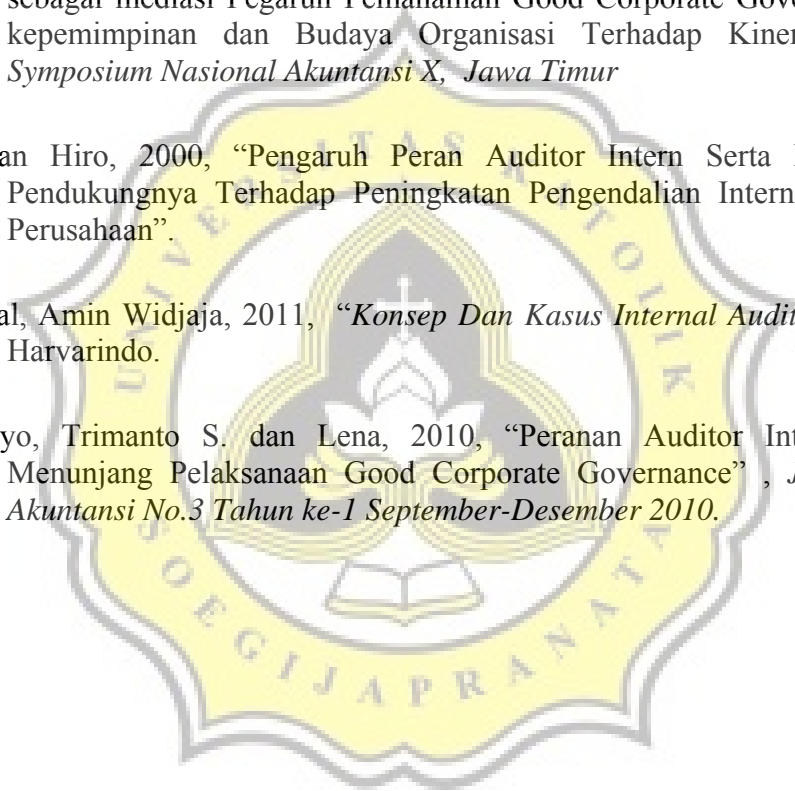 sebagai mediasi Pegaruh Pemahaman Good Corporate Gove
kepemimpinan dan Budaya Organisasi Terhadap Kiner
Symposium Nasional Akuntansi X, Jawa Timur
an Hiro, 2000, “Pengaruh Peran Auditor Intern Serta
Pendukungnya Terhadap Peningkatan Pengendalian Intern
Perusahaan”.
al, Amin Widjaja, 2011, “Konsep Dan Kasus Internal Audit
Harvarindo.
yo, Trimanto S. dan Lena, 2010, “Peranan Auditor Int
Menunjang Pelaksanaan Good Corporate Governance” , J
Akuntansi No.3 Tahun ke-1 September-Desember 2010.
UNIVERSITAS KATOLIK
SOEGIJAPRANATA